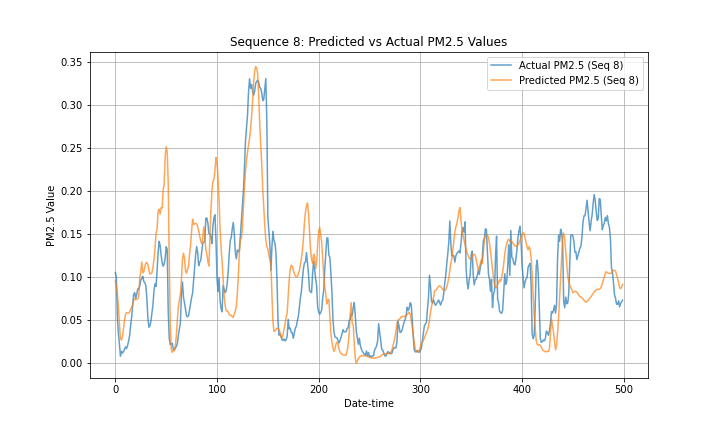 Sequence 8: Predicted vs Actual PM2.5 Values
Actual PM2.5 (Seq 8)
Predicted PM2.5 (Seq 8)
PM2.5 Value
0.35
0.30
0.25
0.20
0.15
0.10
0.05
0.00
0 100 200 300 400 500
Date-time